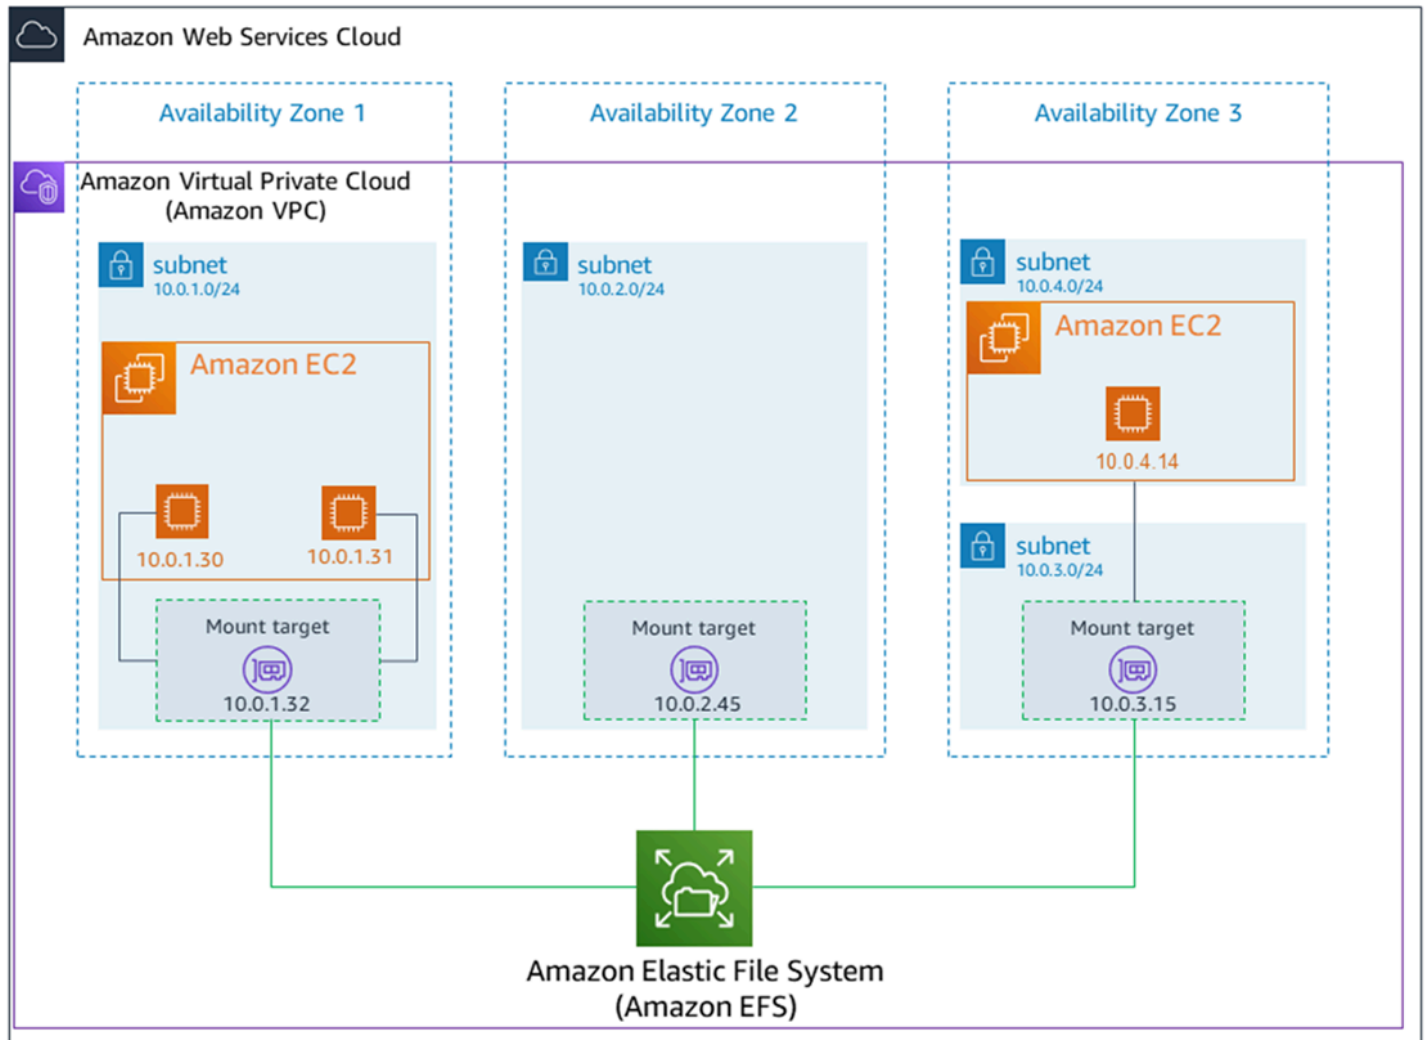 Amazon Web Services Cloud
Availability Zone 1
Availability Zone 2
Availability Zone 3
Amazon Virtual Private Cloud
(Amazon VPC)
subnet
10.0.1.0/24
Amazon EC2
10.0.1.30
10.0.1.31
Mount target
10.0.1.32
subnet
10.0.2.0/24
Mount target
10.0.2.45
subnet
10.0.4.0/24
Amazon EC2
10.0.4.14
subnet
10.0.3.0/24
Mount target
10.0.3.15
Amazon Elastic File System
(Amazon EFS)